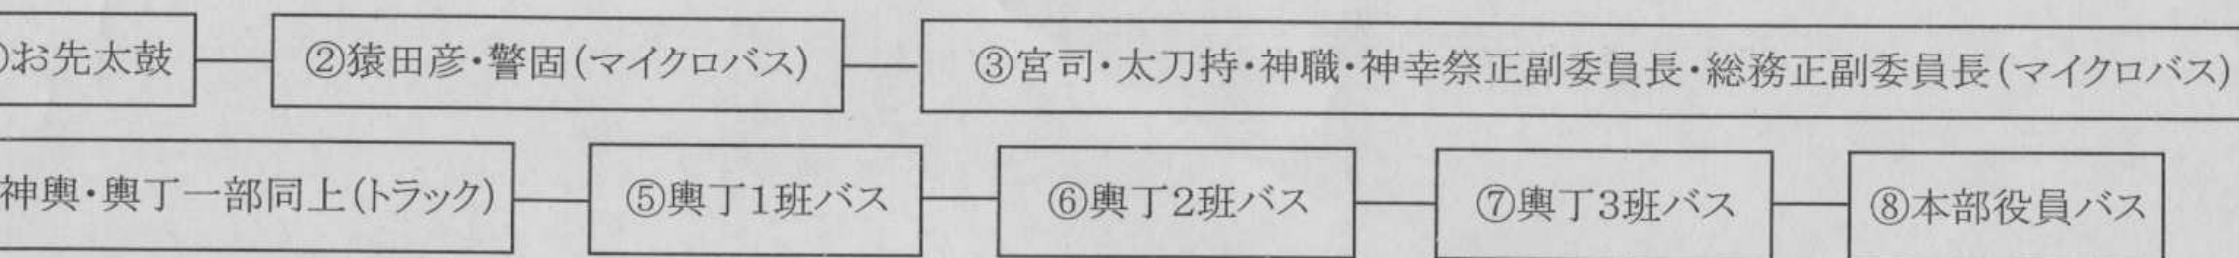 お先太鼓 ②猿田彦・警固(マイクロバス) ③宮司・太刀持・神職・神幸祭正副委員長・総務正副委員長(マイクロバス)
神輿・輿丁一部同上(トラック) ⑤輿丁1班バス ⑥輿丁2班バス ⑦輿丁3班バス ⑧本部役員バス